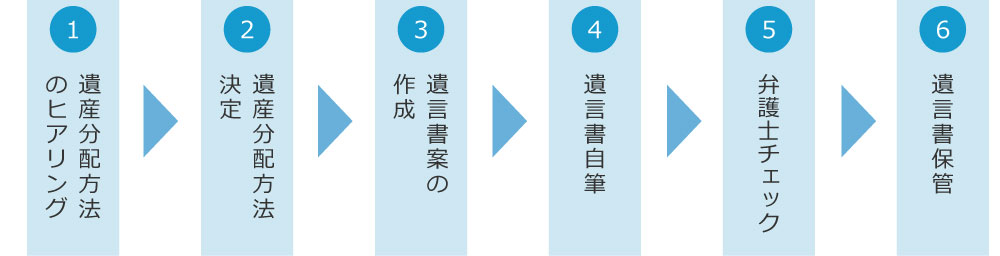 1
遺産分配方法
のヒアリング
2
遺産分配方法
決定
3
遺言書案の
作成
4
遺言書自筆
5
弁護士チェック
6
遺言書保管